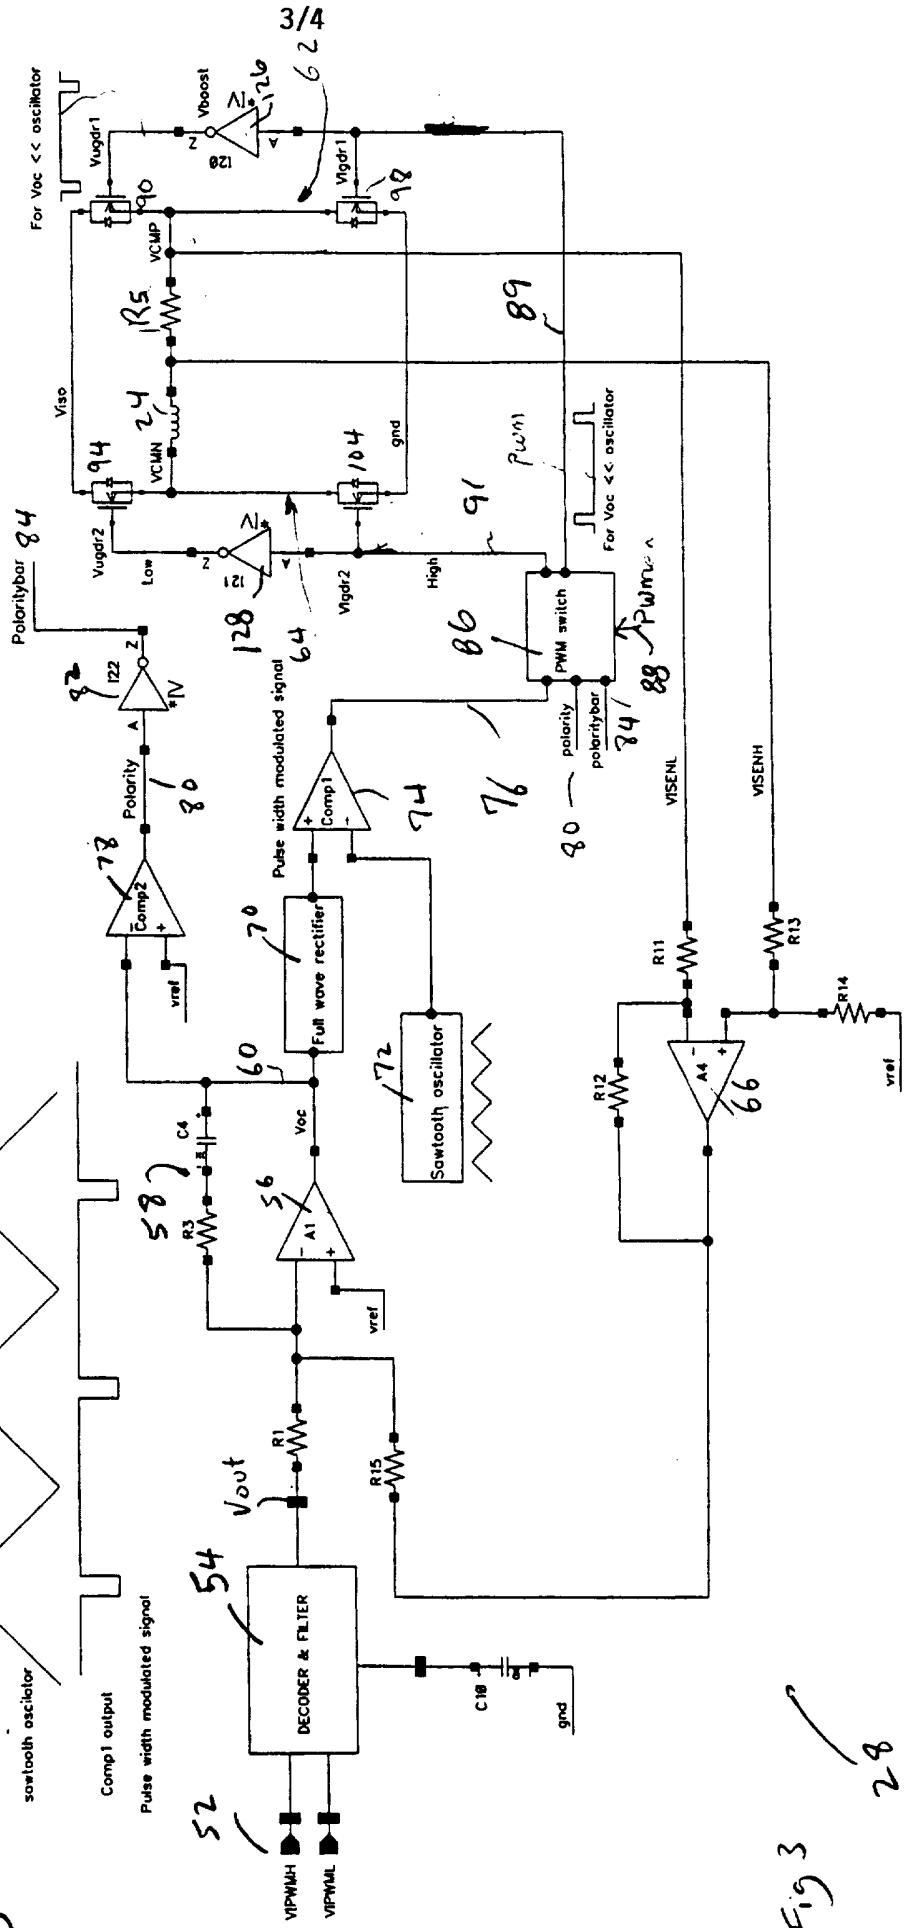 3/4
sawtooth oscilator
Comp1 output
Pulse width modulated signal
VIPWMH
VIPWML
52
DECODER & FILTER
54
C10
gnd
Vout
R1
R15
A1
56
vref
R3
C4
58
Voc
60
Full wave rectifier
70
Sawtooth oscillator
72
Comp2
78
vref
Polarity
80
A
I22
Z
82
Polaritybar 84
Pulse width modulated signal
Comp1
74
76
80
polarity
polaritybar
84
PWM switch
86
88
91
89
Pwm
For Voc << oscillator
High
Vlgdr2
A
I21
Z
128
Low
Vugdr2
94
VCMN
24
104
gnd
64
Viso
Rs
VCMP
90
Vugdr1
Vboost
Z
I20
A
126
62
Vlgdr1
98
For Voc << oscillator
VISENL
VISENH
R11
R12
R13
R14
vref
A4
66
Fig 3
28